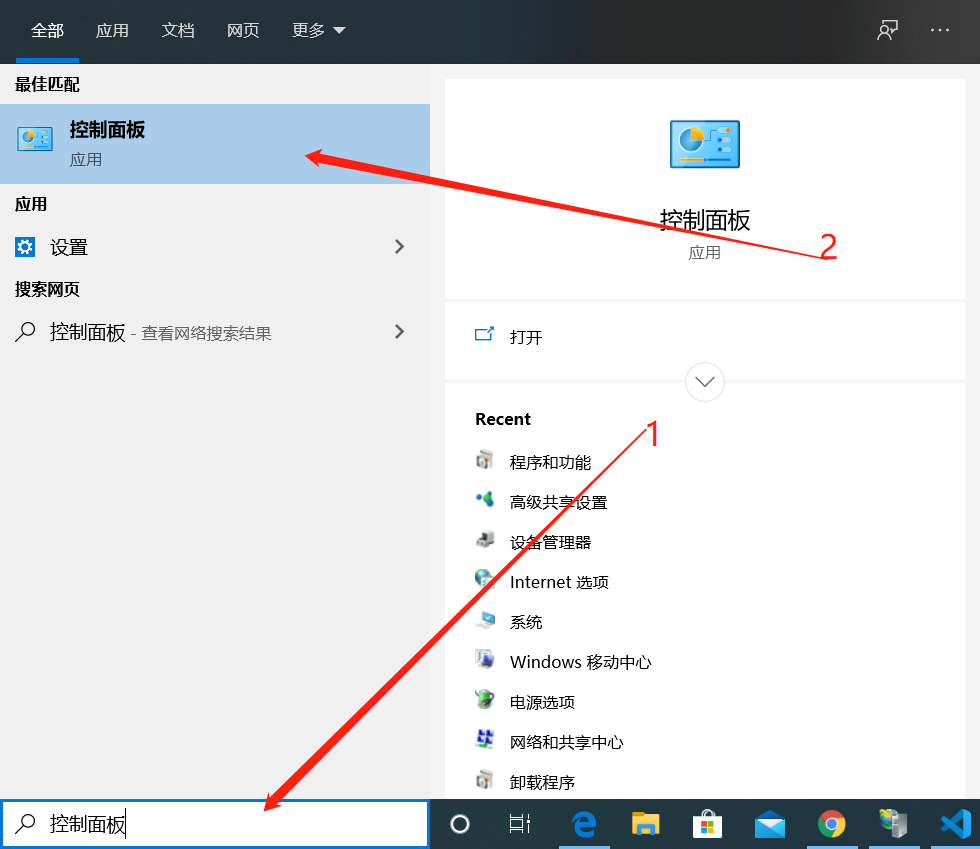 全部 应用 文档 网页 更多
最佳匹配
控制面板
应用
应用
设置
搜索网页
控制面板 - 查看网络搜索结果
控制面板
控制面板
应用
2
打开
Recent
1
程序和功能
高级共享设置
设备管理器
Internet 选项
系统
Windows 移动中心
电源选项
网络和共享中心
卸载程序